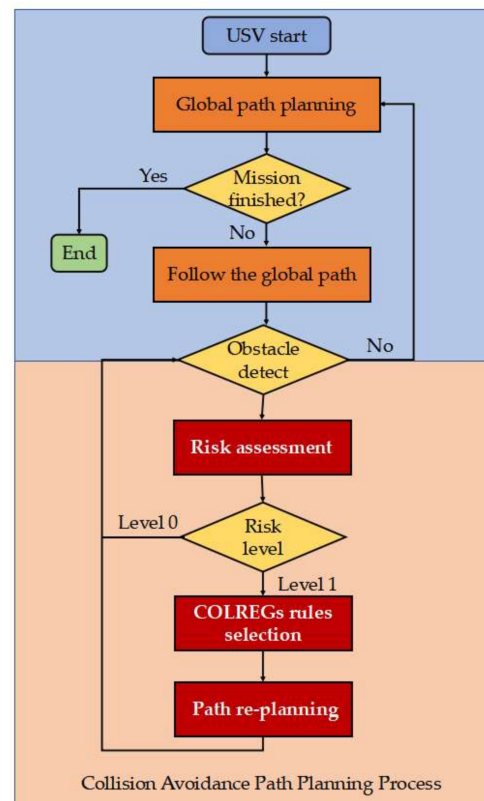 USV start
Global path planning
Yes
Mission
finished?
No
End
Follow the global path
Obstacle
detect
No
Risk assessment
Level 0
Risk
level
Level 1
COLREGs rules
selection
Path re-planning
Collision Avoidance Path Planning Process